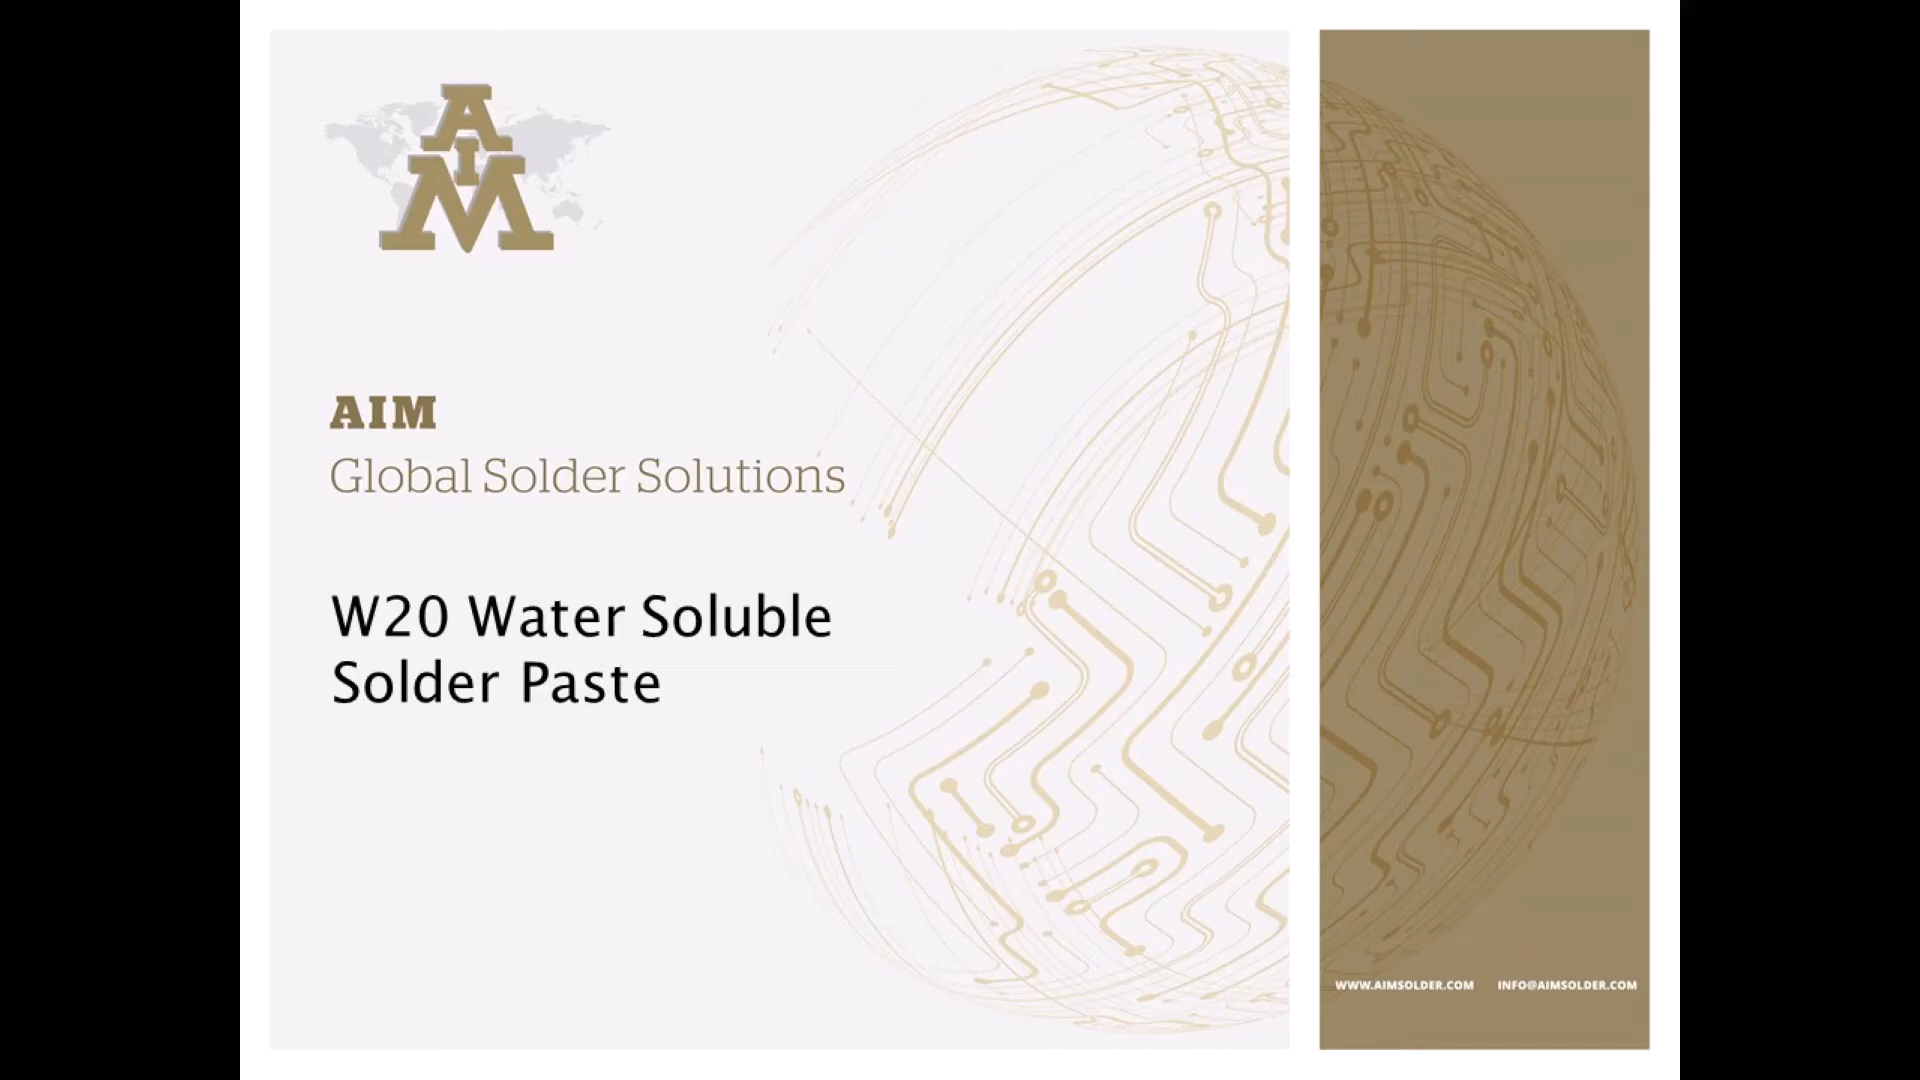 AIM
AIM
Global Solder Solutions
W20 Water Soluble
Solder Paste
WWW.AIMSOLDER.COM INFO@AIMSOLDER.COM